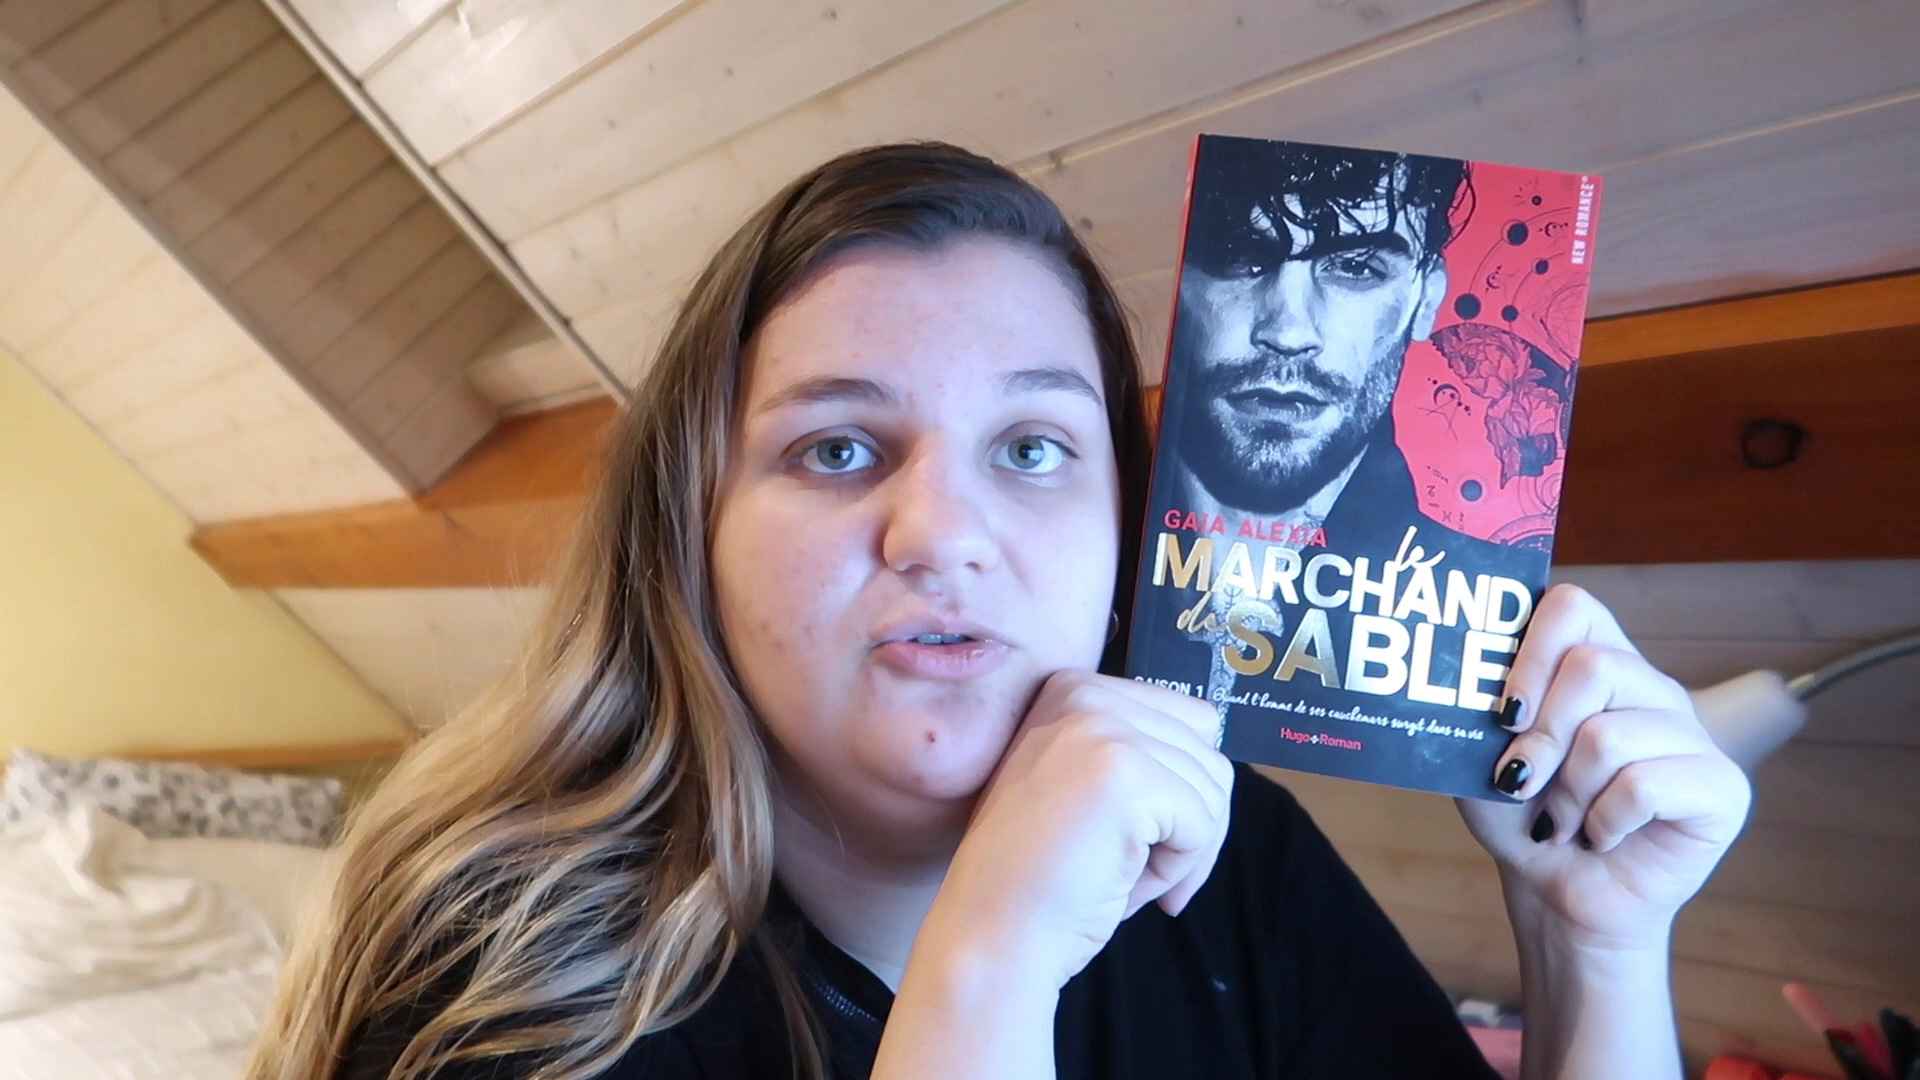 NEW ROMANCE
GAÏA ALEXIA
le
MARCHAND
de SABLE
SAISON 1 Quand l'homme de ses cauchemars surgit dans sa vie
Hugo+Roman